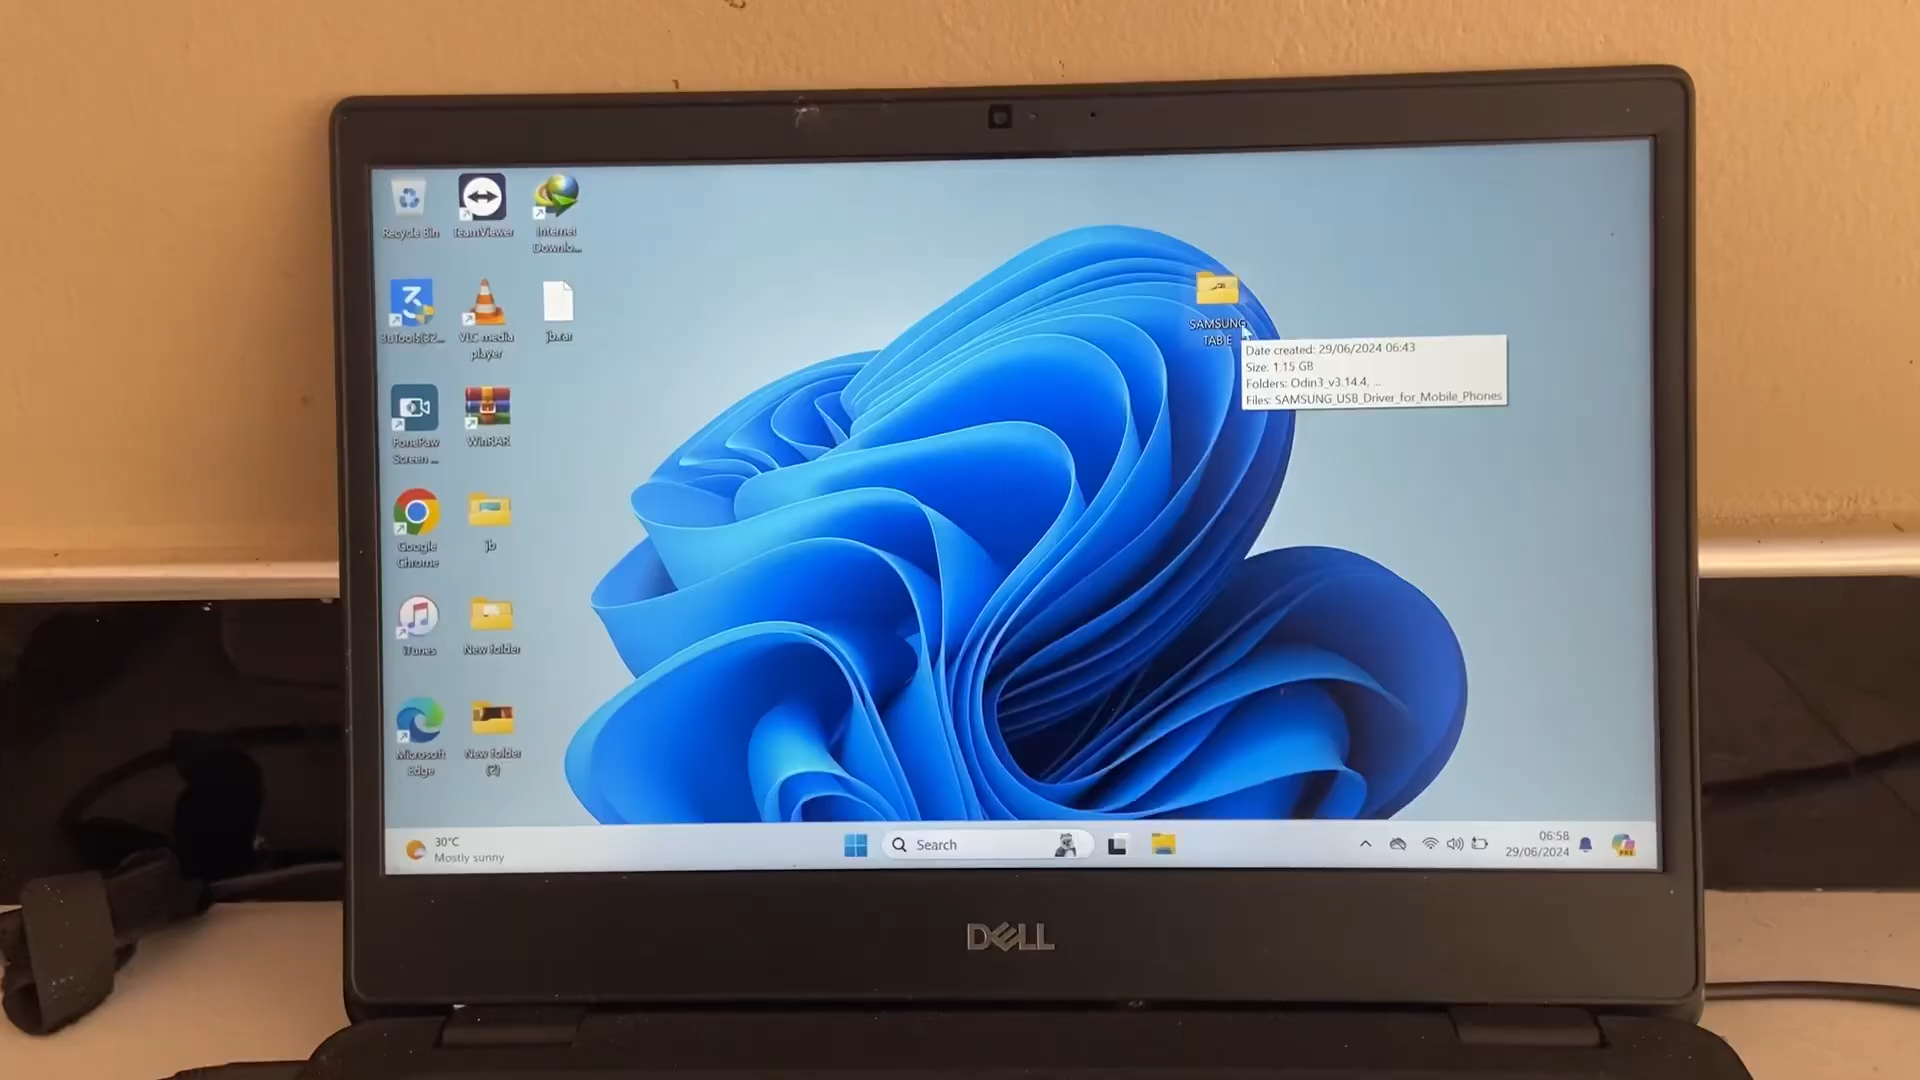 Recycle Bin
TeamViewer
Internet
Downlo...
3uTools(32...
VLC media
player
jb.rar
FonePaw
Screen ...
WinRAR
Google
Chrome
jb
iTunes
New folder
Microsoft
Edge
New folder
(2)
SAMSUNG
TAB E
Date created: 29/06/2024 06:43
Size: 1.15 GB
Folders: Odin3_v3.14.4, ...
Files: SAMSUNG_USB_Driver_for_Mobile_Phones
30°C
Mostly sunny
Search
06:58
29/06/2024
PRE
DELL